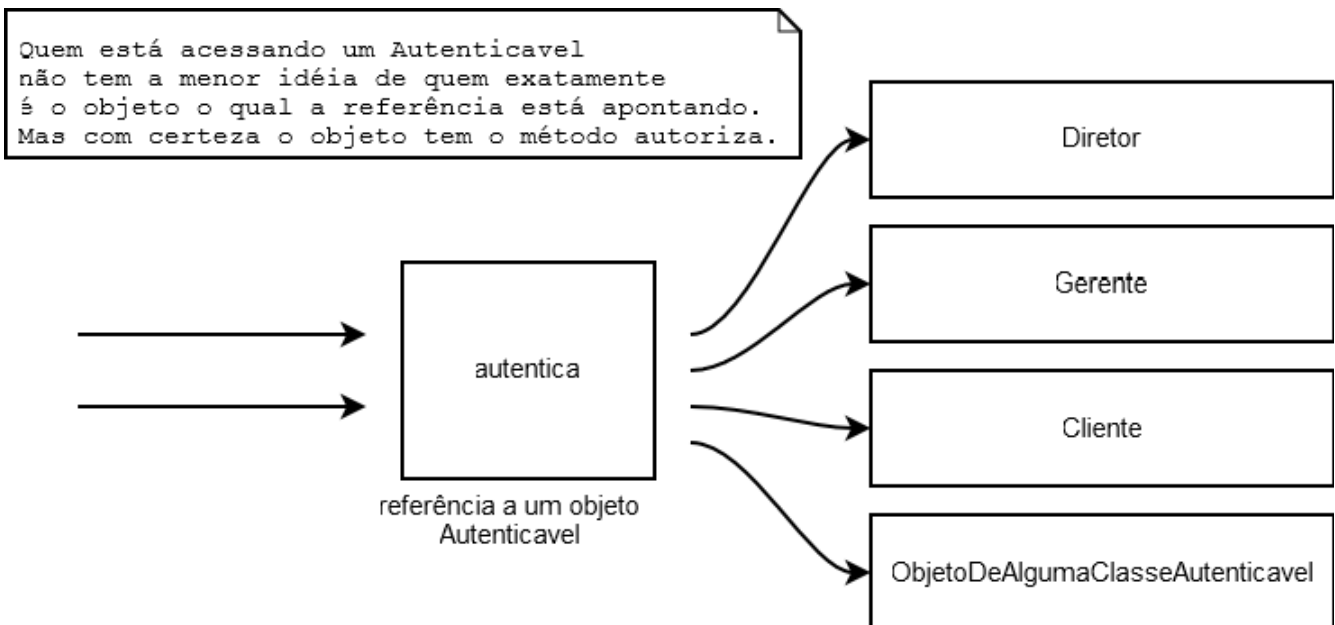 Quem está acessando um Autenticavel
não tem a menor idéia de quem exatamente
é o objeto o qual a referência está apontando.
Mas com certeza o objeto tem o método autoriza.
Diretor
Gerente
autentica
Cliente
referência a um objeto
Autenticavel
ObjetoDeAlgumaClasseAutenticavel